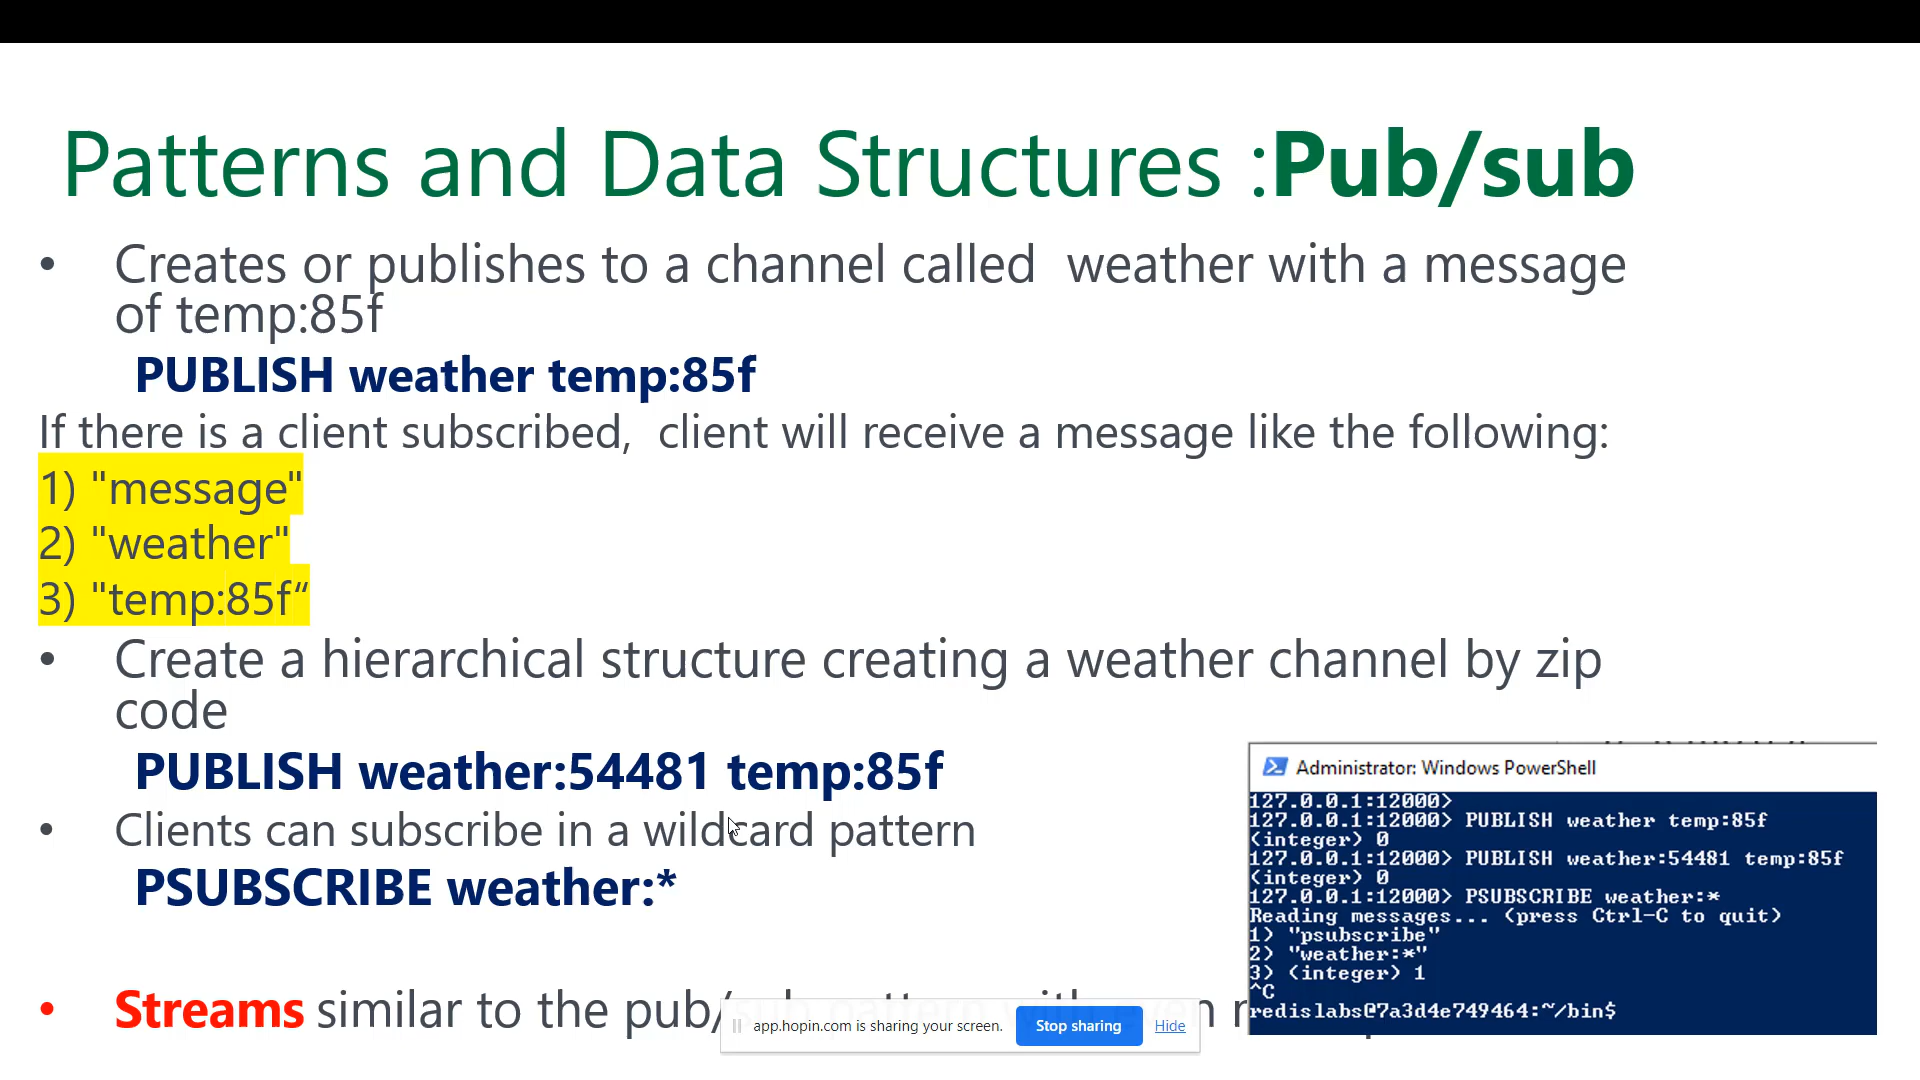 Patterns and Data Structures :Pub/sub
• Creates or publishes to a channel called  weather with a message
of temp:85f
PUBLISH weather temp:85f
If there is a client subscribed,  client will receive a message like the following:
1) "message"
2) "weather"
3) "temp:85f“
• Create a hierarchical structure creating a weather channel by zip
code
PUBLISH weather:54481 temp:85f
• Clients can subscribe in a wildcard pattern
PSUBSCRIBE weather:*
• Streams similar to the pub/sub pattern with even
app.hopin.com is sharing your screen.
Stop sharing
Hide
Administrator: Windows PowerShell
127.0.0.1:12000>
127.0.0.1:12000> PUBLISH weather temp:85f
(integer) 0
127.0.0.1:12000> PUBLISH weather:54481 temp:85f
(integer) 0
127.0.0.1:12000> PSUBSCRIBE weather:*
Reading messages... (press Ctrl-C to quit)
1) "psubscribe"
2) "weather:*"
3) (integer) 1
^C
redislabs@7a3d4e749464:~/bin$